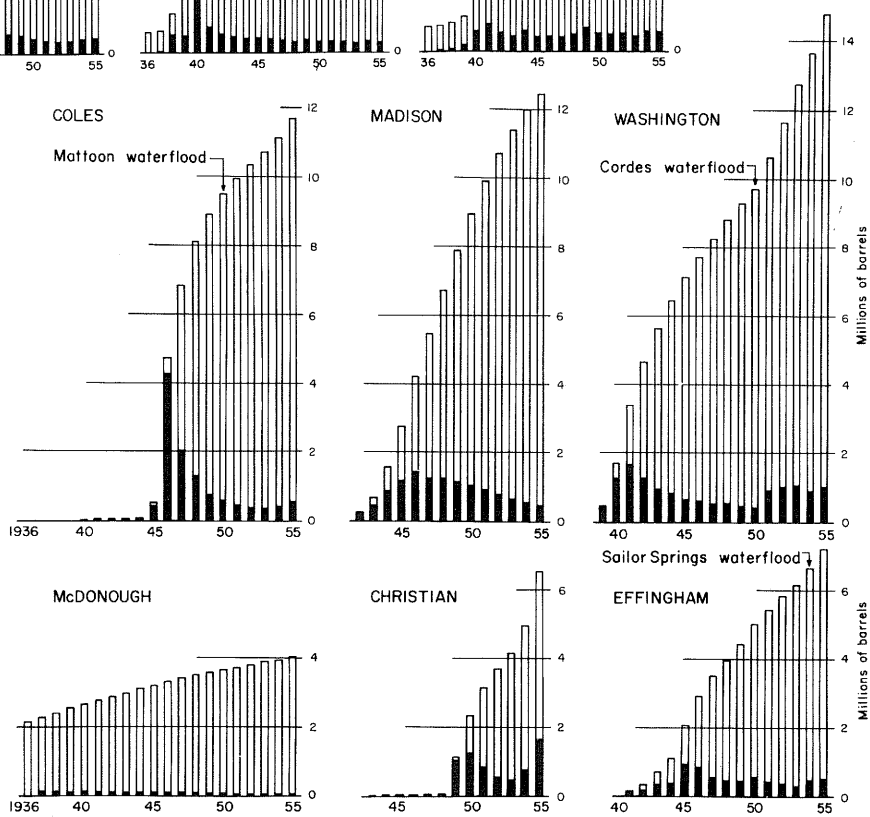 0
50 55
0
36 40 45 50 55
0
36 40 45 50 55
COLES
Mattoon waterflood
12
10
8
6
4
2
0
1936 40 45 50 55
MADISON
12
10
8
6
4
2
0
45 50 55
WASHINGTON
Cordes waterflood
14
12
10
8
6
4
2
0
40 45 50 55
Millions of barrels
McDONOUGH
4
2
0
1936 40 45 50 55
CHRISTIAN
6
4
2
0
45 50 55
Sailor Springs waterflood
EFFINGHAM
6
4
2
0
40 45 50 55
Millions of barrels